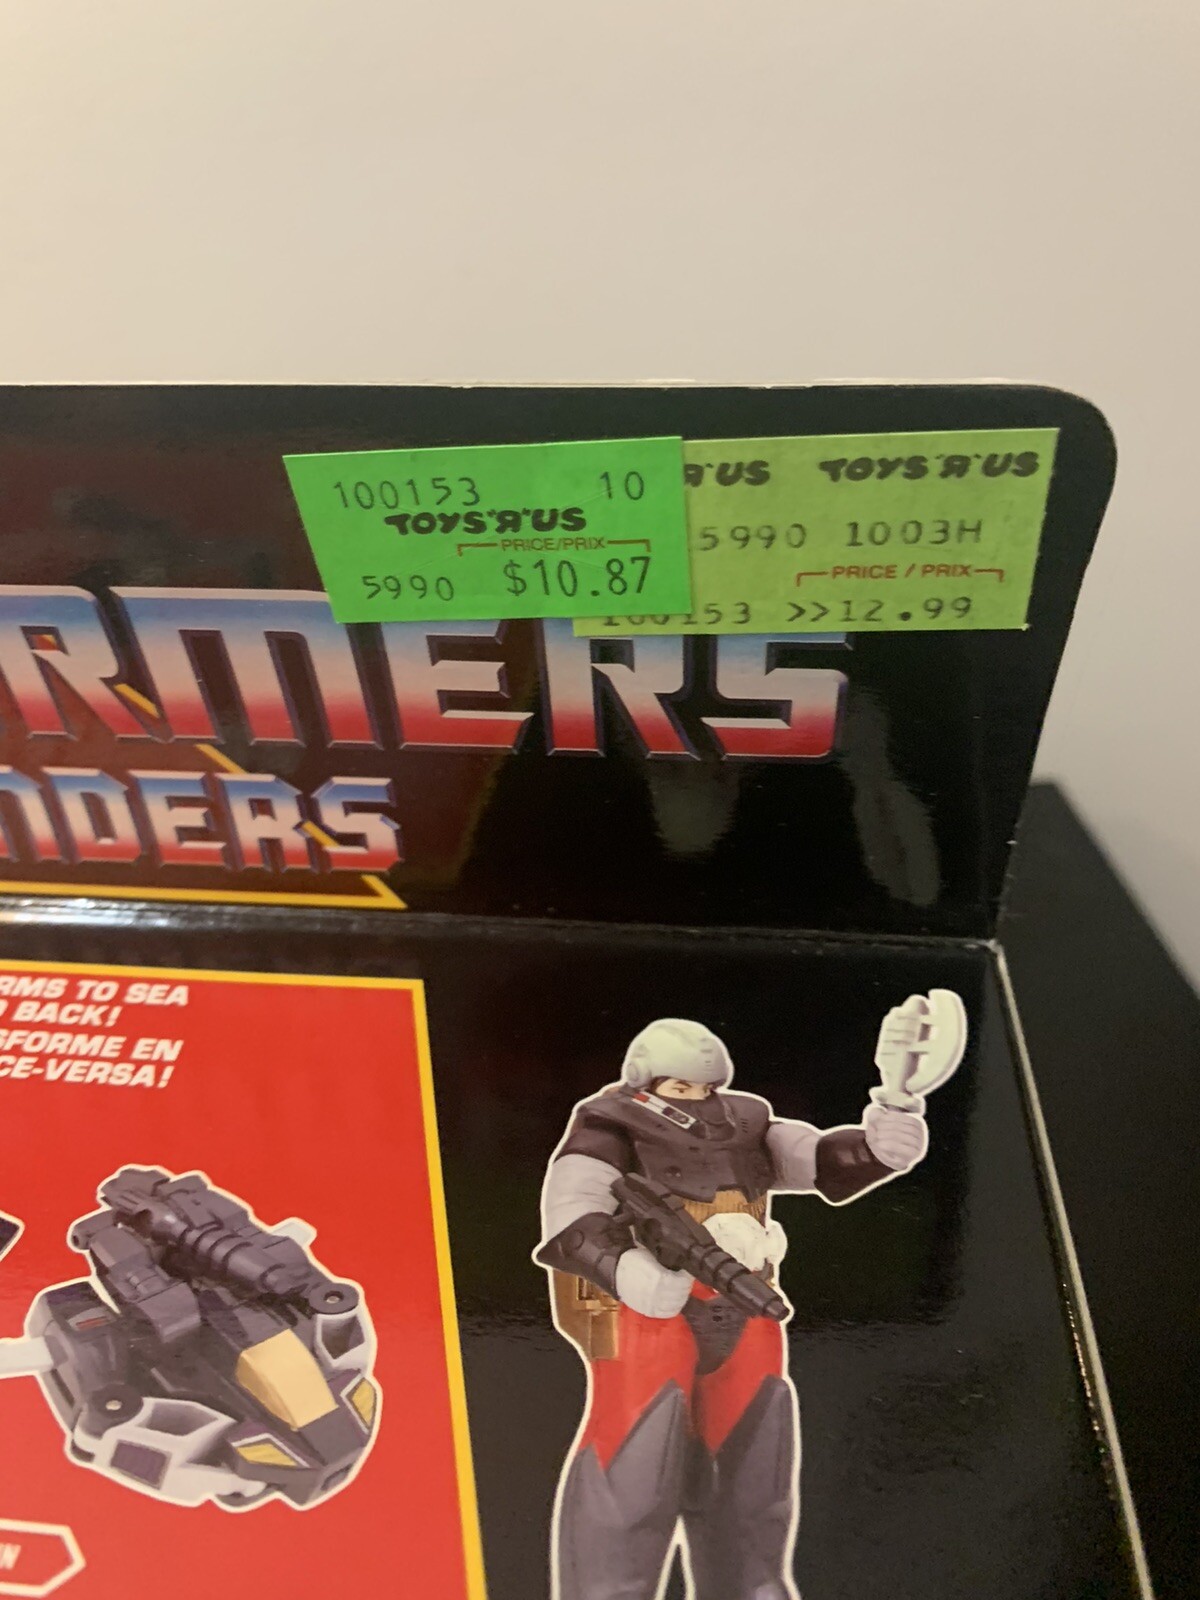 100153 10
TOYS"R"US
PRICE/PRIX
5990 $10.87
R"US TOYS"R"US
5990 1003H
PRICE / PRIX
100153 >>12.99
RMERS
NDERS
RMS TO SEA
BACK!
SFORME EN
CE-VERSA!